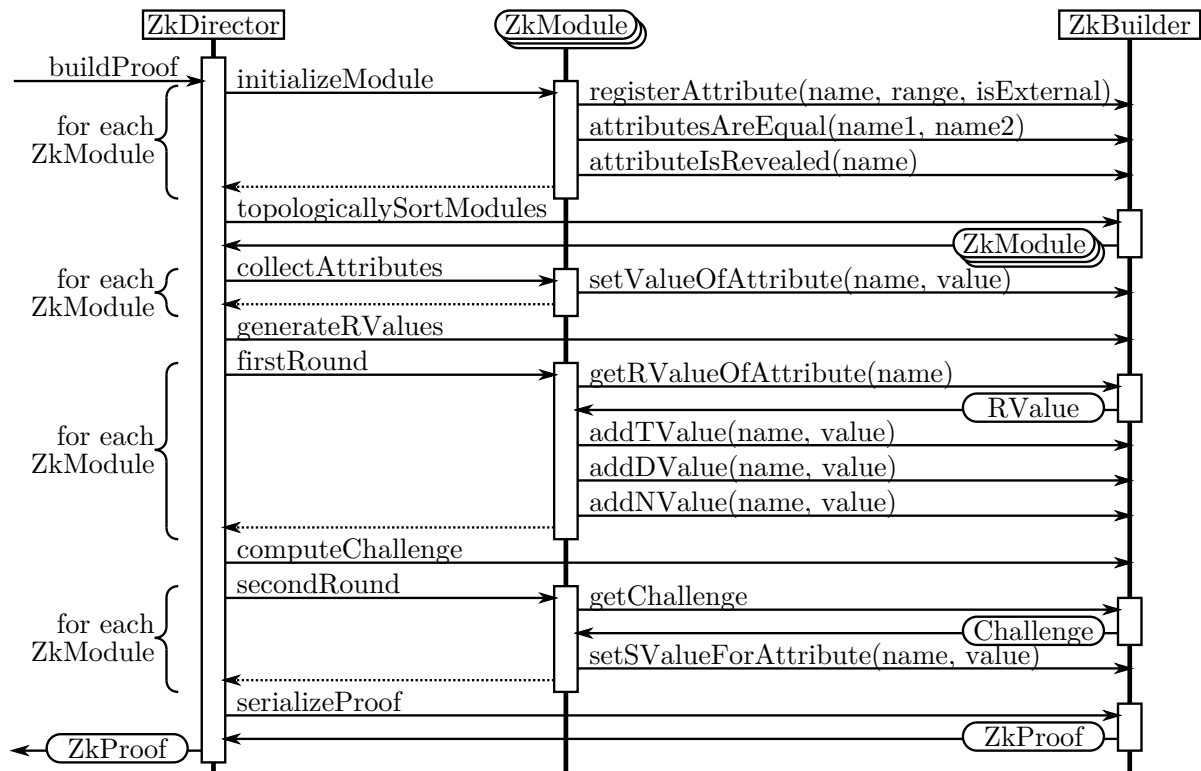 ZkDirector
ZkModule
ZkBuilder
buildProof
initializeModule
registerAttribute(name, range, isExternal)
for each
ZkModule
attributesAreEqual(name1, name2)
attributeIsRevealed(name)
topologicallySortModules
ZkModule
for each
ZkModule
collectAttributes
setValueOfAttribute(name, value)
generateRValues
firstRound
getRValueOfAttribute(name)
RValue
for each
ZkModule
addTValue(name, value)
addDValue(name, value)
addNValue(name, value)
computeChallenge
secondRound
getChallenge
for each
ZkModule
Challenge
setSValueForAttribute(name, value)
serializeProof
ZkProof
ZkProof